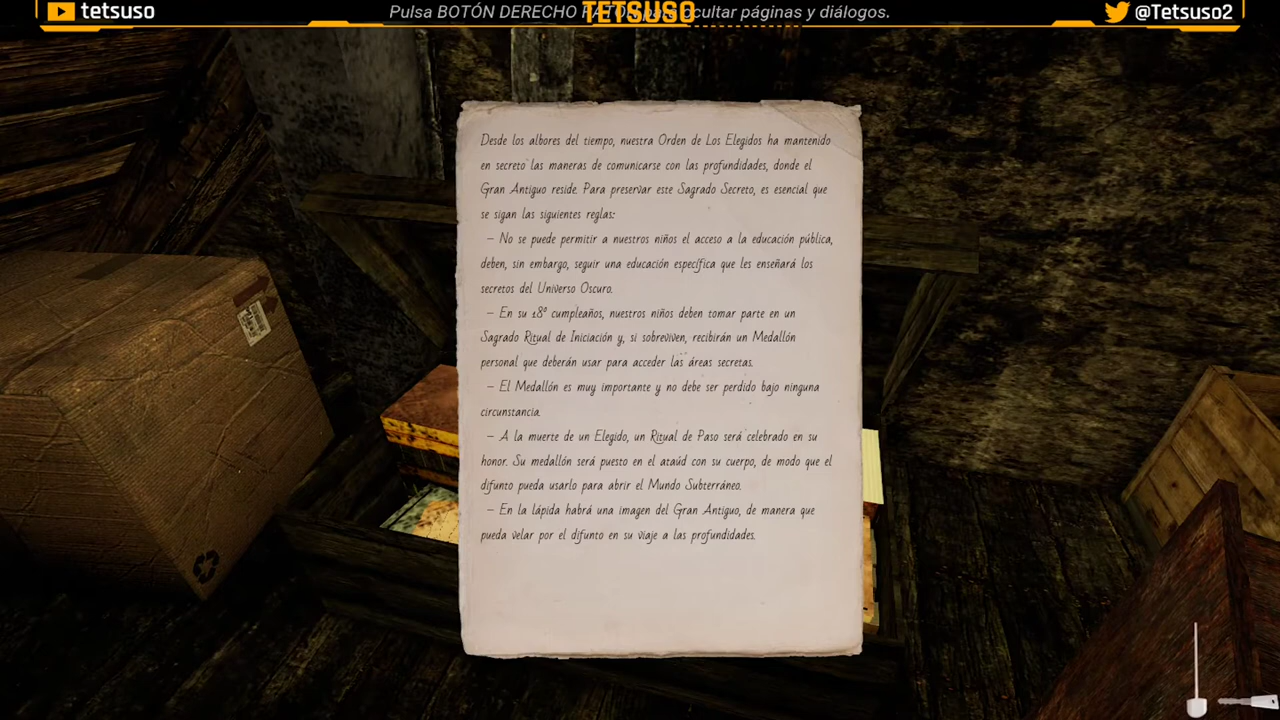 tetsuso
Pulsa BOTÓN DERECHO cultar páginas y diálogos.
TETSUSO
@Tetsuso2
Desde los albores del tiempo, nuestra Orden de Los Elegidos ha mantenido
en secreto las maneras de comunicarse con las profundidades, donde el
Gran Antiguo reside. Para preservar este Sagrado Secreto, es esencial que
se sigan las siguientes reglas:
– No se puede permitir a nuestros niños el acceso a la educación pública,
deben, sin embargo, seguir una educación específica que les enseñará los
secretos del Universo Oscuro.
– En su 18º cumpleaños, nuestros niños deben tomar parte en un
Sagrado Ritual de Iniciación y, si sobreviven, recibirán un Medallón
personal que deberán usar para acceder las áreas secretas.
– El Medallón es muy importante y no debe ser perdido bajo ninguna
circunstancia.
– A la muerte de un Elegido, un Ritual de Paso será celebrado en su
honor. Su medallón será puesto en el ataúd con su cuerpo, de modo que el
difunto pueda usarlo para abrir el Mundo Subterráneo.
– En la lápida habrá una imagen del Gran Antiguo, de manera que
pueda velar por el difunto en su viaje a las profundidades.